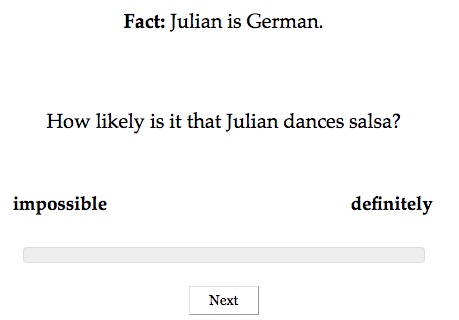 Fact: Julian is German.
How likely is it that Julian dances salsa?
impossible definitely
Next